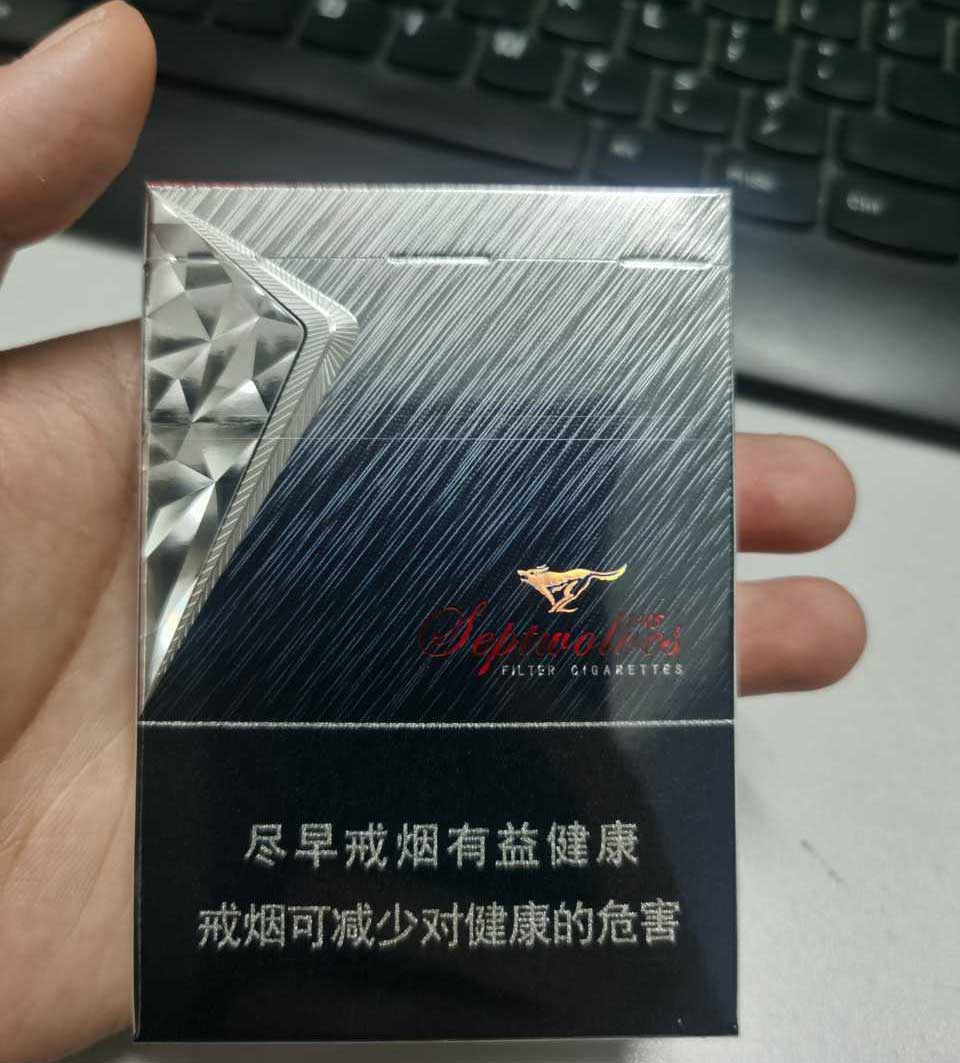 Septwolves
FILTER CIGARETTES
尽早戒烟有益健康
戒烟可减少对健康的危害